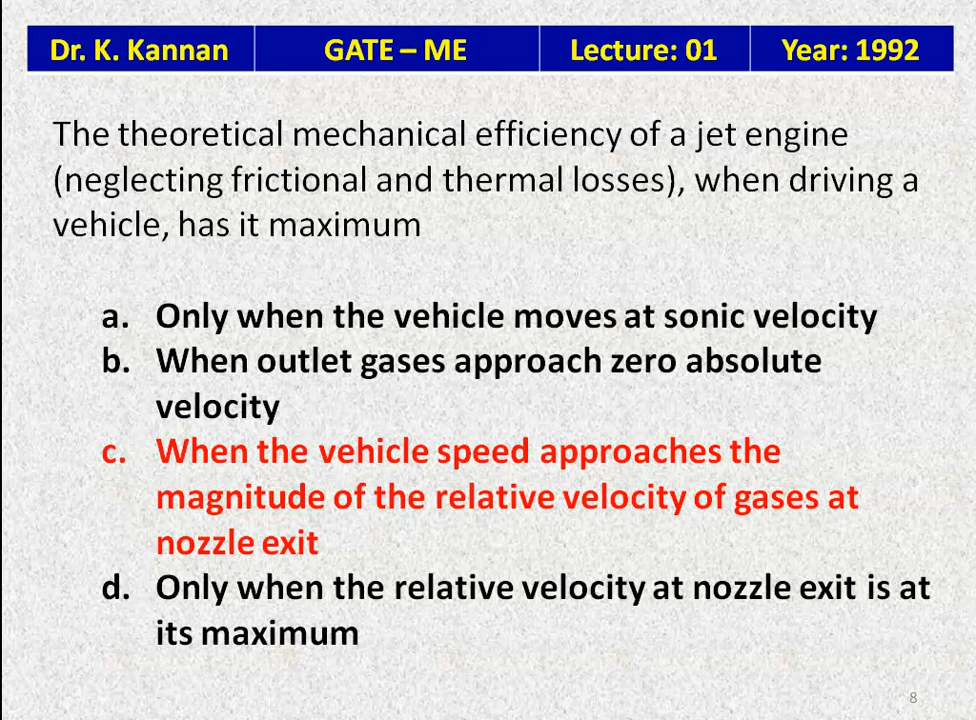 Dr. K. Kannan GATE – ME Lecture: 01 Year: 1992
The theoretical mechanical efficiency of a jet engine
(neglecting frictional and thermal losses), when driving a
vehicle, has it maximum
a. Only when the vehicle moves at sonic velocity
b. When outlet gases approach zero absolute
velocity
c. When the vehicle speed approaches the
magnitude of the relative velocity of gases at
nozzle exit
d. Only when the relative velocity at nozzle exit is at
its maximum
8